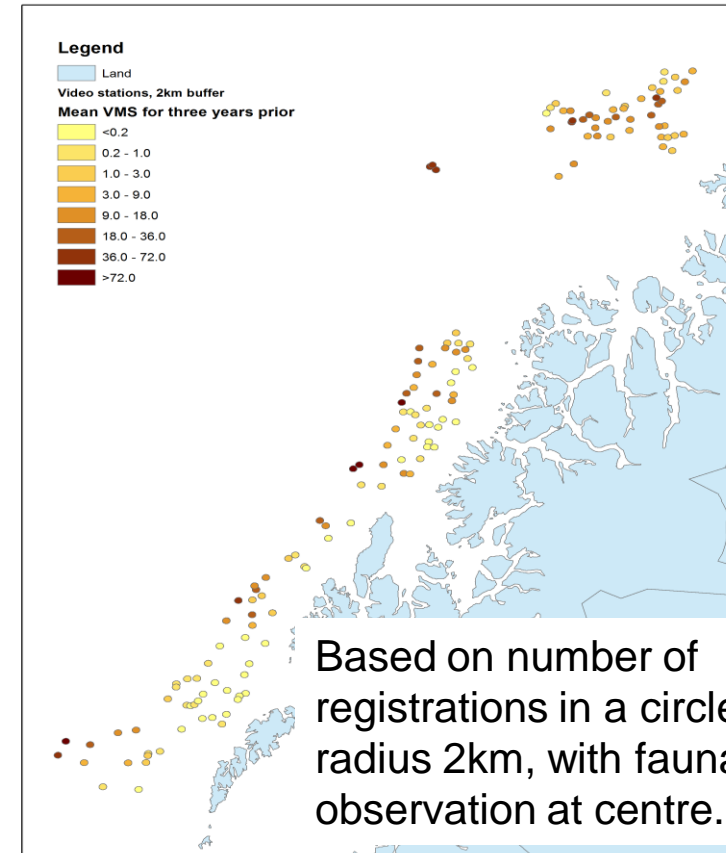 Legend
Land
Video stations, 2km buffer
Mean VMS for three years prior
<0.2
0.2 - 1.0
1.0 - 3.0
3.0 - 9.0
9.0 - 18.0
18.0 - 36.0
36.0 - 72.0
>72.0
Based on number of
registrations in a circle
radius 2km, with fauna
observation at centre.